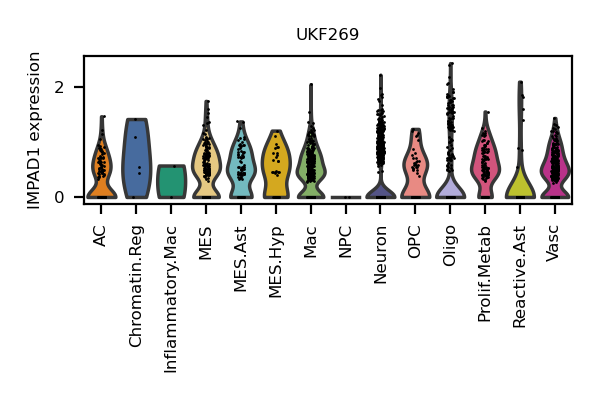 UKF269
IMPAD1 expression
2
0
AC
Chromatin.Reg
Inflammatory.Mac
MES
MES.Ast
MES.Hyp
Mac
NPC
Neuron
OPC
Oligo
Prolif.Metab
Reactive.Ast
Vasc